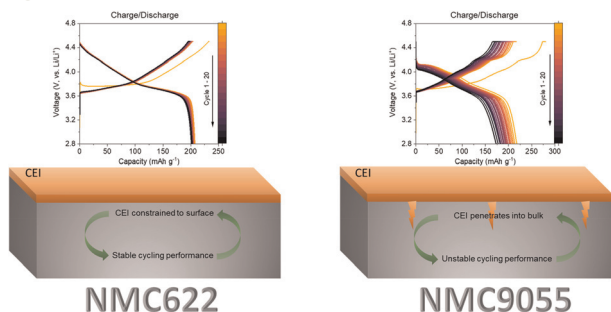 Charge/Discharge
4.8
4.4
4.0
3.6
3.2
2.8
Voltage (V, vs. Li/Li⁺)
0 50 100 150 200 250
Capacity (mAh g⁻¹)
Cycle 1 - 20
CEI
CEI constrained to surface
Stable cycling performance
NMC622
Charge/Discharge
4.8
4.4
4.0
3.6
3.2
2.8
Voltage (V, vs. Li/Li⁺)
0 50 100 150 200 250 300
Capacity (mAh g⁻¹)
Cycle 1 - 20
CEI
CEI penetrates into bulk
Unstable cycling performance
NMC9055